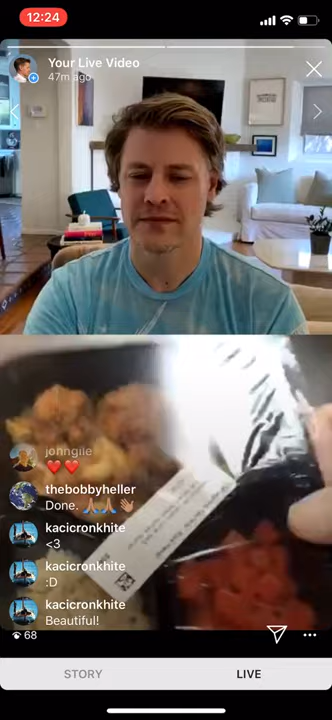 12:24
Your Live Video
47m ago
johngile
❤️❤️
thebobbyheller
Done. 🙏🏼🙏🏼👋🏼
kacicronkhite
<3
kacicronkhite
:D
kacicronkhite
Beautiful!
68
STORY
LIVE